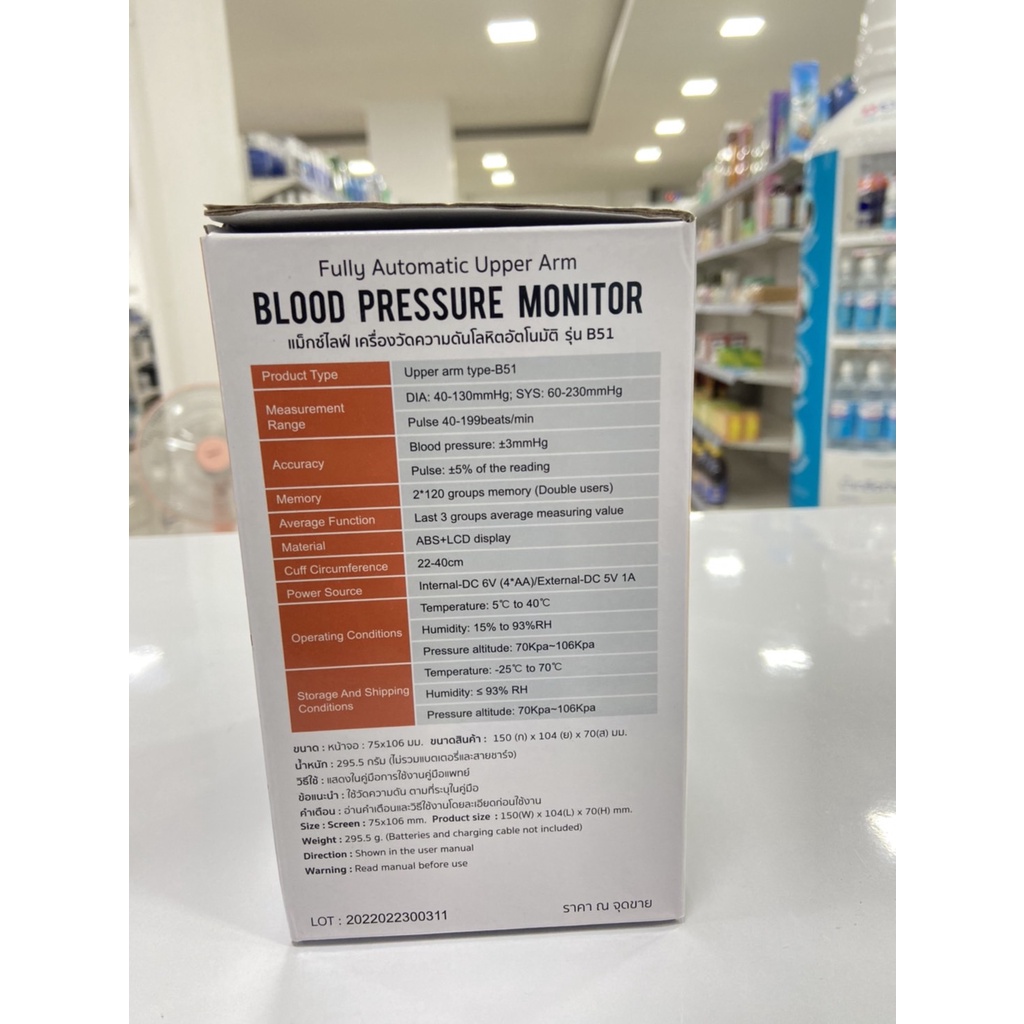 Fully Automatic Upper Arm
BLOOD PRESSURE MONITOR
แม็กซ์ไลฟ์ เครื่องวัดความดันโลหิตอัตโนมัติ รุ่น B51
Product Type Upper arm type-B51
Measurement Range DIA: 40-130mmHg; SYS: 60-230mmHg
Pulse 40-199beats/min
Accuracy Blood pressure: ±3mmHg
Pulse: ±5% of the reading
Memory 2*120 groups memory (Double users)
Average Function Last 3 groups average measuring value
Material ABS+LCD display
Cuff Circumference 22-40cm
Power Source Internal-DC 6V (4*AA)/External-DC 5V 1A
Operating Conditions Temperature: 5℃ to 40℃
Humidity: 15% to 93%RH
Pressure altitude: 70Kpa~106Kpa
Storage And Shipping Conditions Temperature: -25℃ to 70℃
Humidity: ≤ 93% RH
Pressure altitude: 70Kpa~106Kpa
ขนาด : หน้าจอ : 75x106 มม. ขนาดสินค้า : 150 (ก) x 104 (ย) x 70(ส) มม.
น้ำหนัก : 295.5 กรัม (ไม่รวมแบตเตอรี่และสายชาร์จ)
วิธีใช้ : แสดงในคู่มือการใช้งานคู่มือแพทย์
ข้อแนะนำ : ใช้วัดความดัน ตามที่ระบุในคู่มือ
คำเตือน : อ่านคำเตือนและวิธีใช้งานโดยละเอียดก่อนใช้งาน
Size : Screen : 75x106 mm. Product size : 150(W) x 104(L) x 70(H) mm.
Weight : 295.5 g. (Batteries and charging cable not included)
Direction : Shown in the user manual
Warning : Read manual before use
LOT : 2022022300311
ราคา ณ จุดขาย